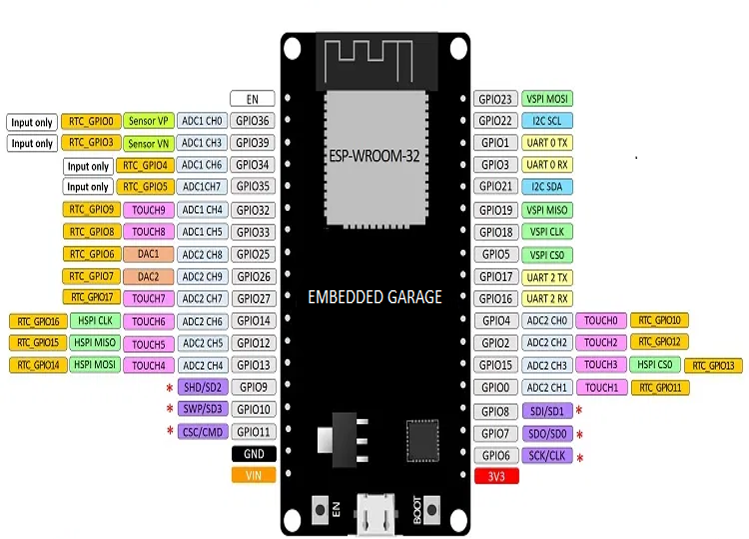 EN GPIO23 VSPI MOSI
Input only RTC_GPIO0 Sensor VP ADC1 CH0 GPIO36 GPIO22 I2C SCL
Input only RTC_GPIO3 Sensor VN ADC1 CH3 GPIO39 GPIO1 UART 0 TX
Input only RTC_GPIO4 ADC1 CH6 GPIO34 GPIO3 UART 0 RX
ESP-WROOM-32
Input only RTC_GPIO5 ADC1CH7 GPIO35 GPIO21 I2C SDA
RTC_GPIO9 TOUCH9 ADC1 CH4 GPIO32 GPIO19 VSPI MISO
RTC_GPIO8 TOUCH8 ADC1 CH5 GPIO33 GPIO18 VSPI CLK
RTC_GPIO6 DAC1 ADC2 CH8 GPIO25 GPIO5 VSPI CS0
RTC_GPIO7 DAC2 ADC2 CH9 GPIO26 GPIO17 UART 2 TX
RTC_GPIO17 TOUCH7 ADC2 CH7 GPIO27 EMBEDDED GARAGE GPIO16 UART 2 RX
RTC_GPIO16 HSPI CLK TOUCH6 ADC2 CH6 GPIO14 GPIO4 ADC2 CH0 TOUCH0 RTC_GPIO10
RTC_GPIO15 HSPI MISO TOUCH5 ADC2 CH5 GPIO12 GPIO2 ADC2 CH2 TOUCH2 RTC_GPIO12
RTC_GPIO14 HSPI MOSI TOUCH4 ADC2 CH4 GPIO13 GPIO15 ADC2 CH3 TOUCH3 HSPI CS0 RTC_GPIO13
* SHD/SD2 GPIO9 GPIO0 ADC2 CH1 TOUCH1 RTC_GPIO11
* SWP/SD3 GPIO10 GPIO8 SDI/SD1 *
* CSC/CMD GPIO11 GPIO7 SDO/SD0 *
GND GPIO6 SCK/CLK *
VIN 3V3
EN BOOT